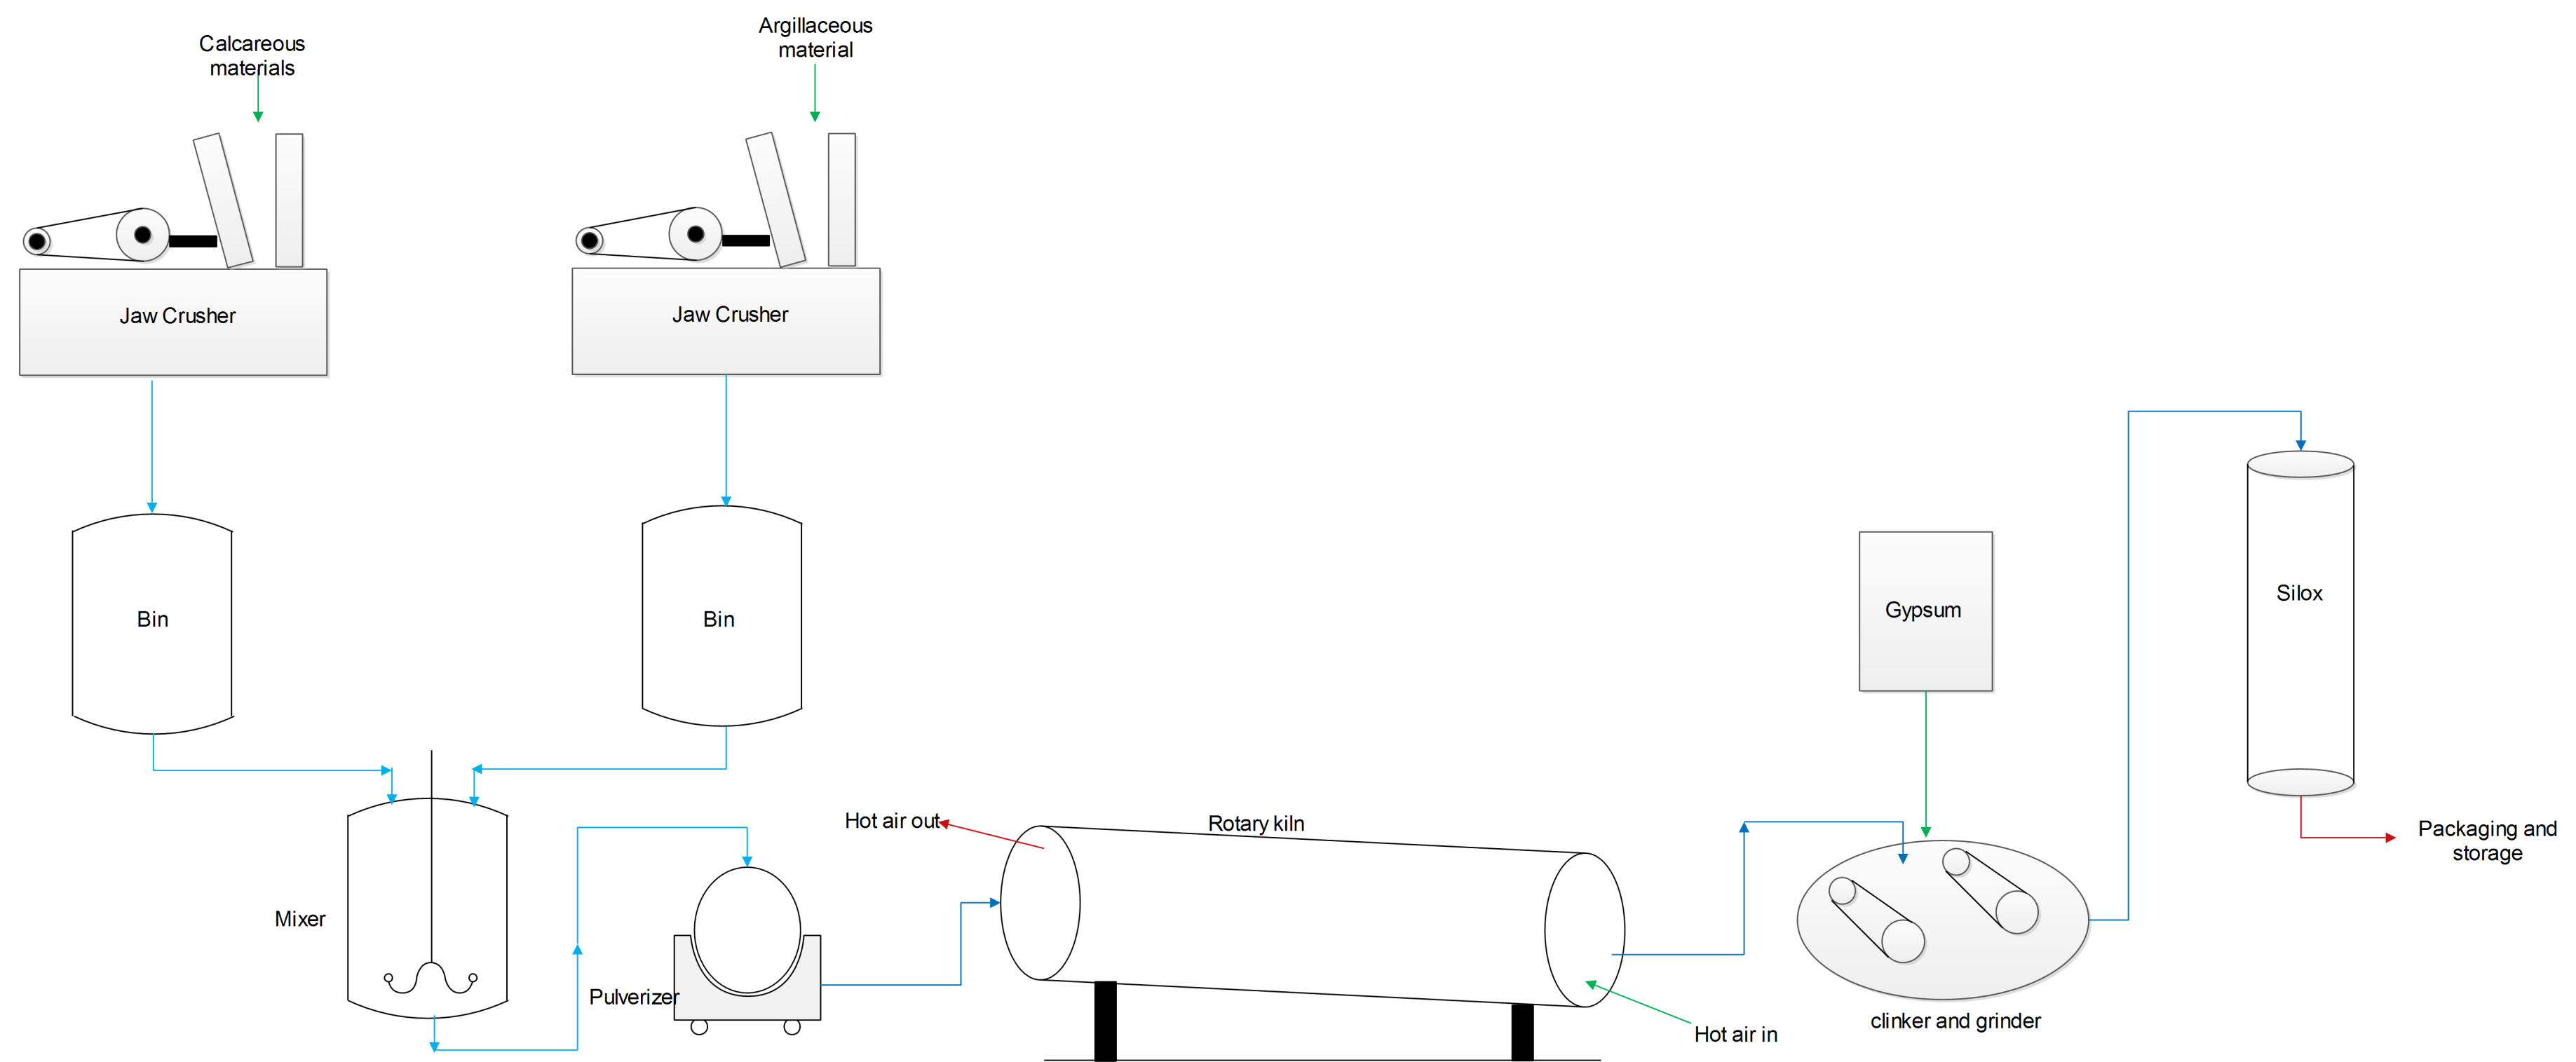 Calcareous
materials
Argillaceous
material
Jaw Crusher
Jaw Crusher
Bin
Bin
Mixer
Pulverizer
Hot air out
Rotary kiln
Hot air in
Gypsum
clinker and grinder
Silox
Packaging and
storage